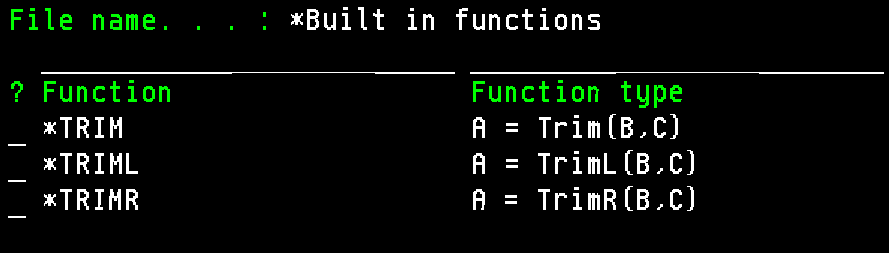 File name. . . : *Built in functions
? Function Function type
_ *TRIM A = Trim(B,C)
_ *TRIML A = TrimL(B,C)
_ *TRIMR A = TrimR(B,C)